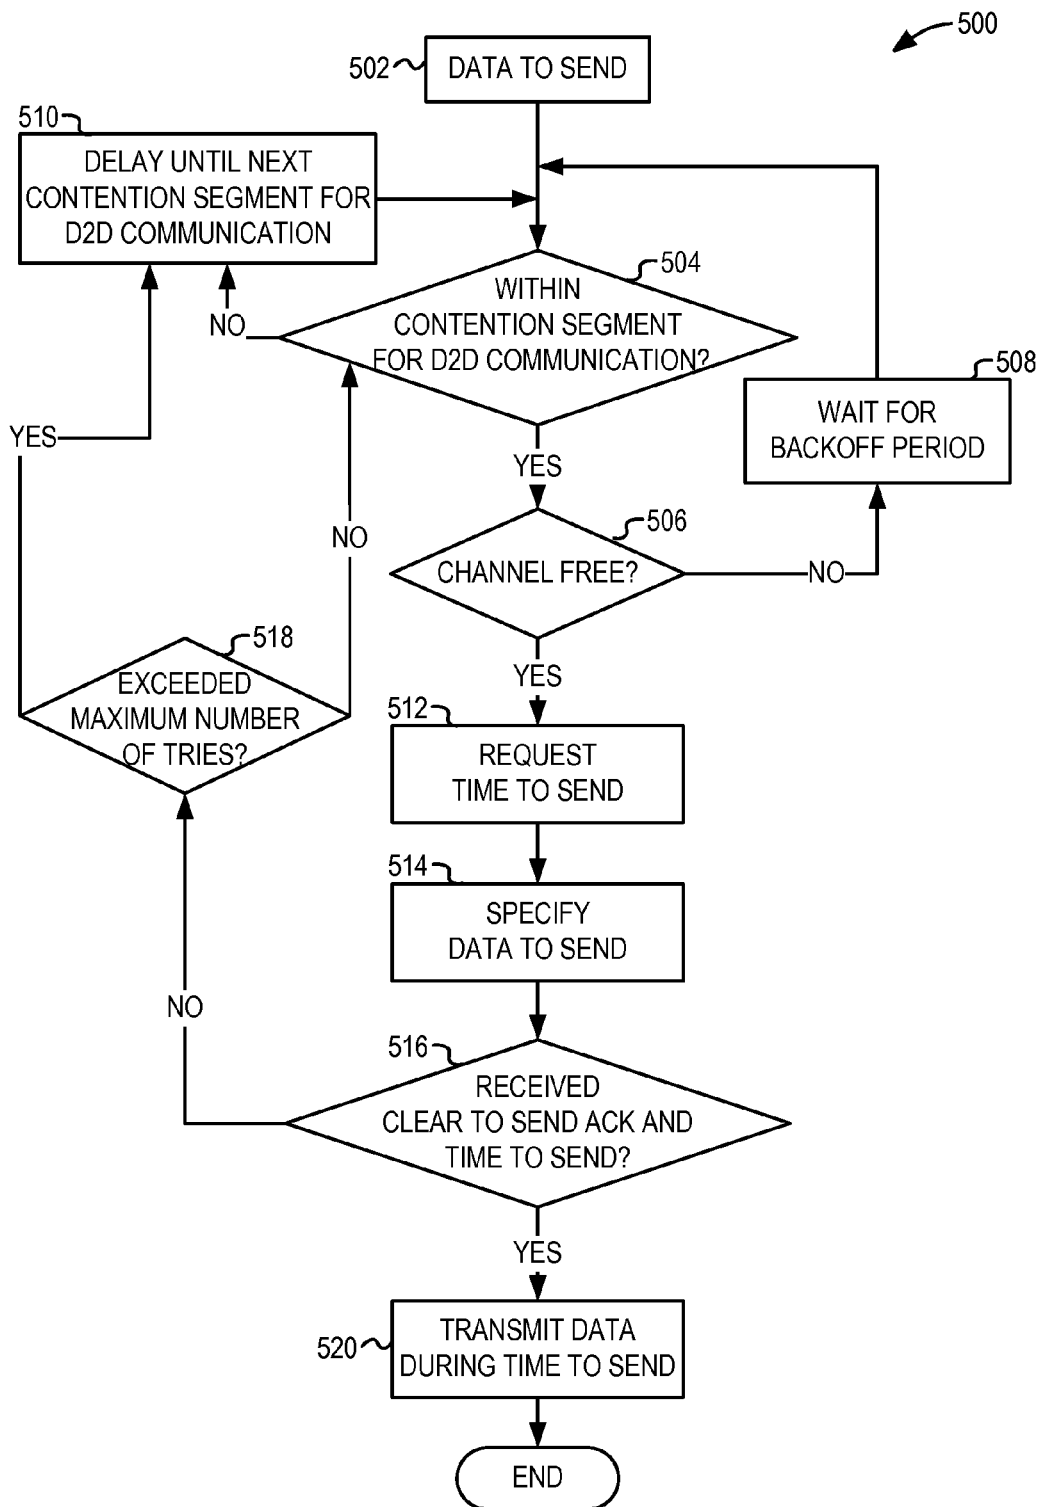 500
502
DATA TO SEND
510
DELAY UNTIL NEXT
CONTENTION SEGMENT FOR
D2D COMMUNICATION
504
WITHIN
CONTENTION SEGMENT
FOR D2D COMMUNICATION?
NO
508
WAIT FOR
BACKOFF PERIOD
YES
YES
506
CHANNEL FREE?
NO
NO
518
EXCEEDED
MAXIMUM NUMBER
OF TRIES?
YES
512
REQUEST
TIME TO SEND
514
SPECIFY
DATA TO SEND
NO
516
RECEIVED
CLEAR TO SEND ACK AND
TIME TO SEND?
YES
520
TRANSMIT DATA
DURING TIME TO SEND
END